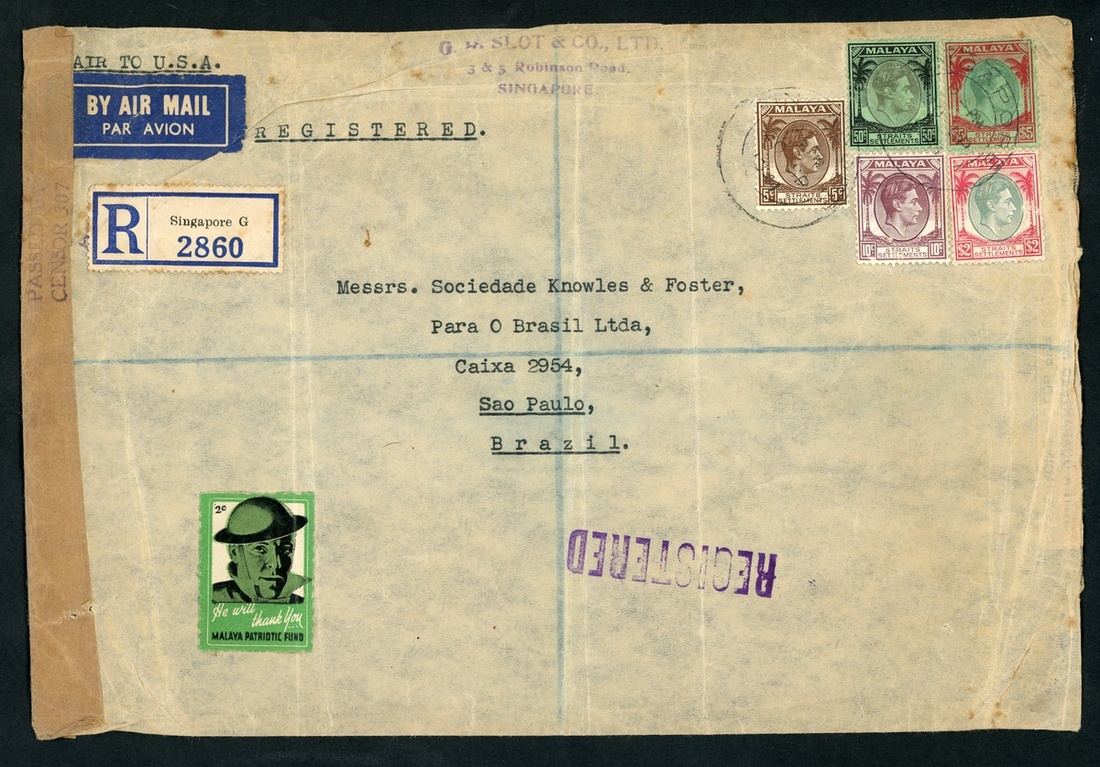 G. H. SLOT & CO., LTD.
3 & 5 Robinson Road.
SINGAPORE
AIR TO U.S.A.
BY AIR MAIL
PAR AVION
REGISTERED.
R
Singapore G
2860
PASSED
CENSOR 307
MALAYA
50c 50c
STRAITS
SETTLEMENTS
MALAYA
$5 $5
STRAITS
SETTLEMENTS
MALAYA
5c 5c
STRAITS
SETTLEMENTS
MALAYA
10c 10c
STRAITS
SETTLEMENTS
MALAYA
$2 $2
STRAITS
SETTLEMENTS
Messrs. Sociedade Knowles & Foster,
Para O Brasil Ltda,
Caixa 2954,
Sao Paulo,
Brazil.
2c
He will
thank You...
MALAYA PATRIOTIC FUND
REGISTERED